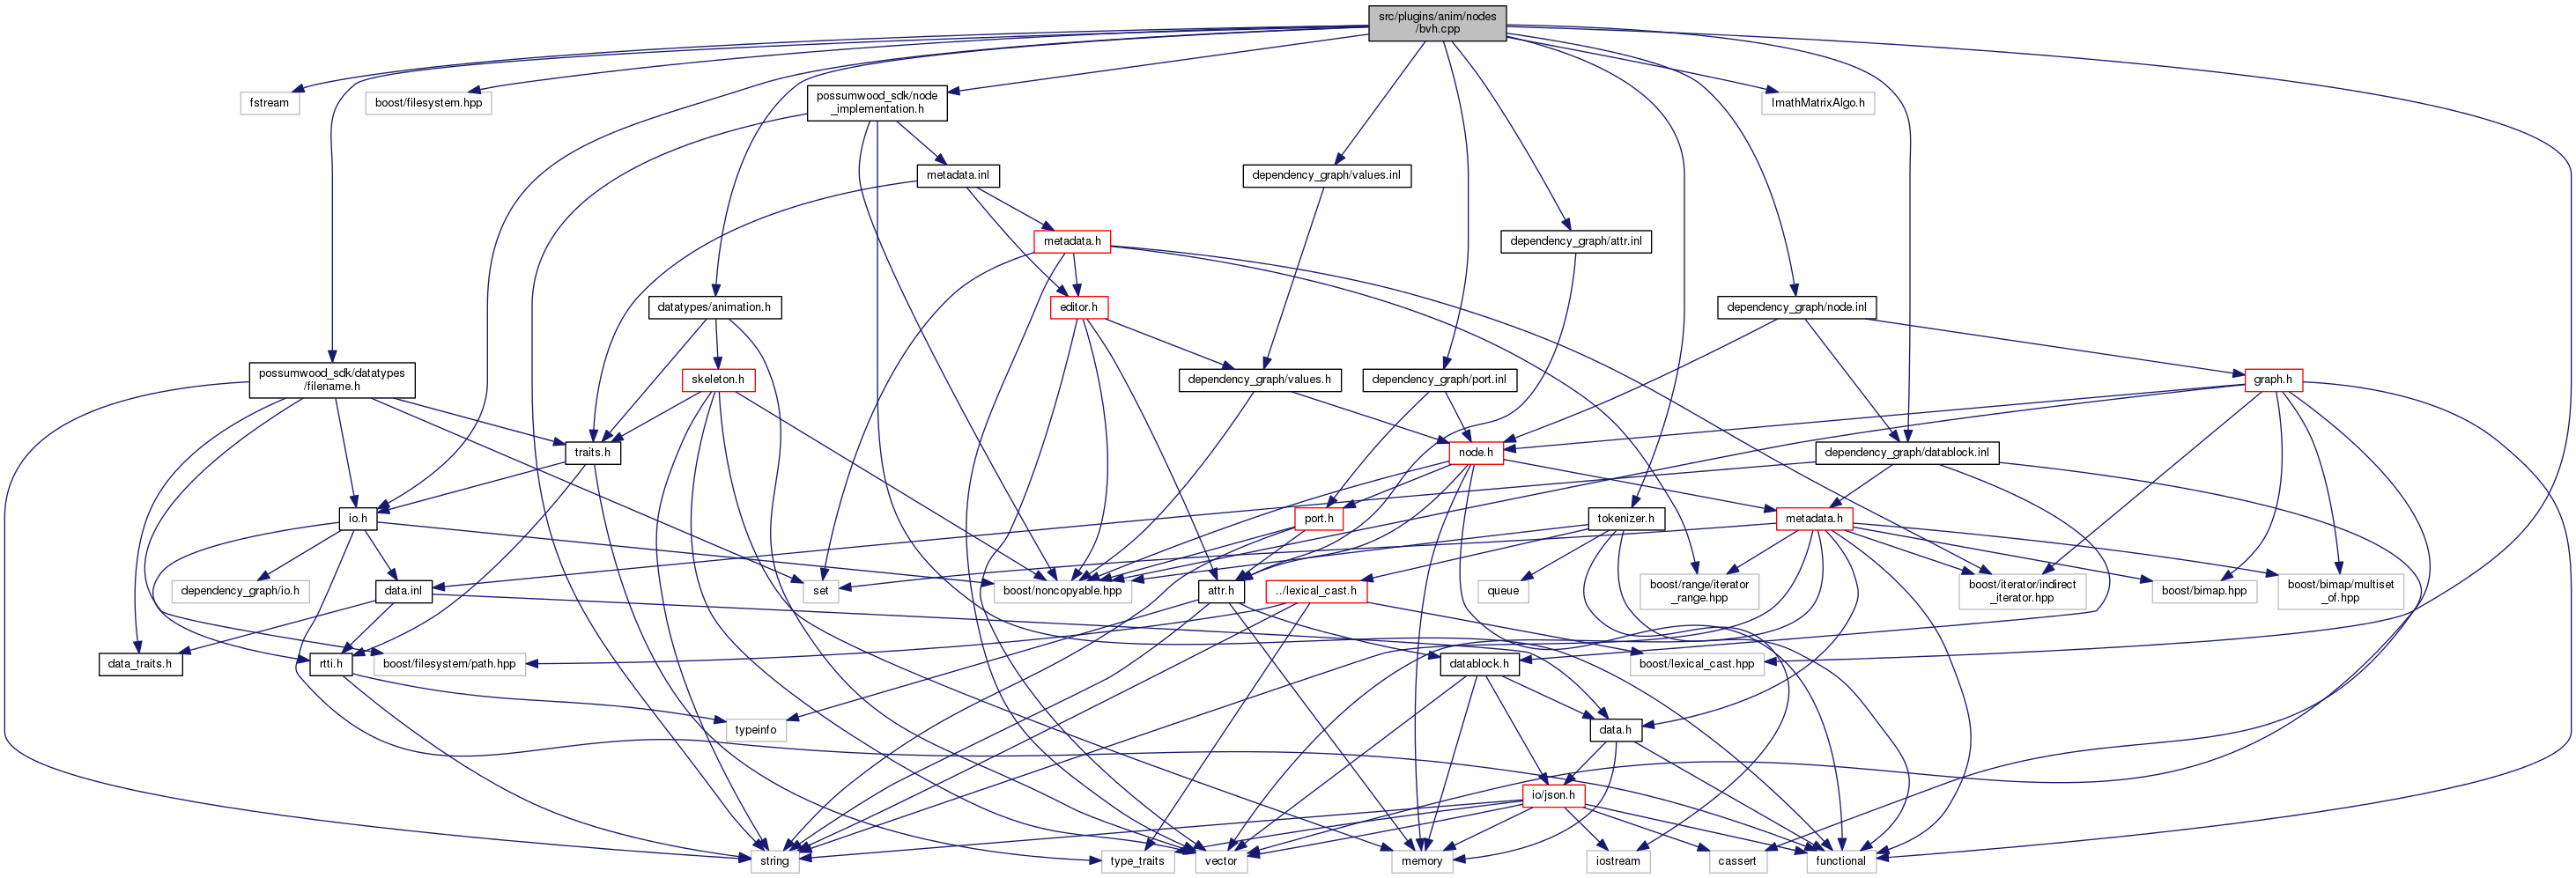 src/plugins/anim/nodes
/bvh.cpp
fstream
boost/filesystem.hpp
possumwood_sdk/node
_implementation.h
ImathMatrixAlgo.h
metadata.inl
dependency_graph/values.inl
metadata.h
dependency_graph/attr.inl
datatypes/animation.h
editor.h
dependency_graph/node.inl
possumwood_sdk/datatypes
/filename.h
skeleton.h
dependency_graph/values.h
dependency_graph/port.inl
graph.h
traits.h
node.h
dependency_graph/datablock.inl
io.h
port.h
tokenizer.h
metadata.h
dependency_graph/io.h
data.inl
set
boost/noncopyable.hpp
attr.h
../lexical_cast.h
queue
boost/range/iterator
_range.hpp
boost/iterator/indirect
_iterator.hpp
boost/bimap.hpp
boost/bimap/multiset
_of.hpp
data_traits.h
rtti.h
boost/filesystem/path.hpp
datablock.h
boost/lexical_cast.hpp
typeinfo
data.h
io/json.h
string
type_traits
vector
memory
iostream
cassert
functional